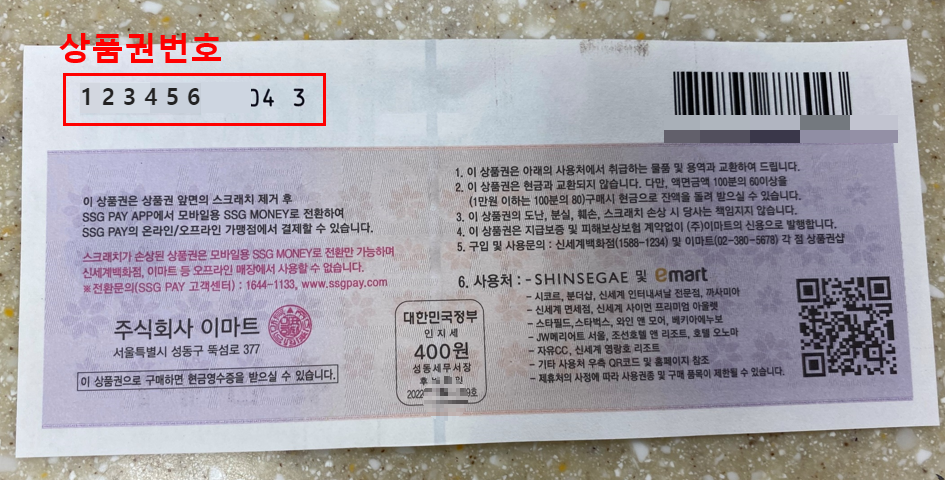 상품권번호
123456 04 3
이 상품권은 상품권 앞면의 스크래치 제거 후
SSG PAY APP에서 모바일용 SSG MONEY로 전환하여
SSG PAY의 온라인/오프라인 가맹점에서 결제할 수 있습니다.
스크래치가 손상된 상품권은 모바일용 SSG MONEY로 전환만 가능하며
신세계백화점, 이마트 등 오프라인 매장에서 사용할 수 없습니다.
※전환문의(SSG PAY 고객센터) : 1644-1133, www.ssgpay.com
주식회사 이마트
서울특별시 성동구 뚝섬로 377
이 상품권으로 구매하면 현금영수증을 받으실 수 있습니다.
대한민국정부
인지세
400원
성동세무서장
후 인
2022 9호
1. 이 상품권은 아래의 사용처에서 취급하는 물품 및 용역과 교환하여 드립니다.
2. 이 상품권은 현금과 교환되지 않습니다. 다만, 액면금액 100분의 60이상을
(1만원 이하는 100분의 80)구매시 현금으로 잔액을 돌려 받으실 수 있습니다.
3. 이 상품권의 도난, 분실, 훼손, 스크래치 손상 시 당사는 책임지지 않습니다.
4. 이 상품권은 지급보증 및 피해보상보험 계약없이 (주)이마트의 신용으로 발행합니다.
5. 구입 및 사용문의 : 신세계백화점(1588-1234) 및 이마트(02-380-5678) 각 점 상품권샵
6. 사용처 : - SHINSEGAE 및 emart
- 시코르, 분더샵, 신세계 인터내셔날 전문점, 까사미아
- 신세계 면세점, 신세계 사이먼 프리미엄 아울렛
- 스타필드, 스타벅스, 와인 앤 모어, 베키아에누보
- JW메리어트 서울, 조선호텔 앤 리조트, 호텔 오노마
- 자유CC, 신세계 영랑호 리조트
- 기타 사용처 우측 QR코드 및 홈페이지 참조
- 제휴처의 사정에 따라 사용권종 및 구매 품목이 제한될 수 있습니다.